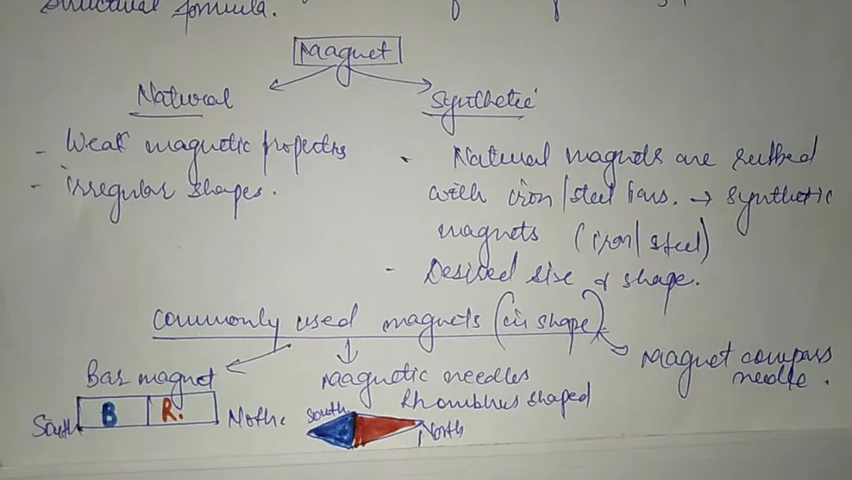 structural formula.
Magnet
Natural
Synthetic
- Weak magnetic properties
- irregular shapes.
- Natural magnets are rubbed
with iron/steel bars. → synthetic
magnets (iron/steel)
- Desired size & shape.
Commonly used magnets (in shape)
Bar magnet
Magnetic needles
Rhombhus shaped
Magnet compass
needle.
South
B
R.
North
South
North